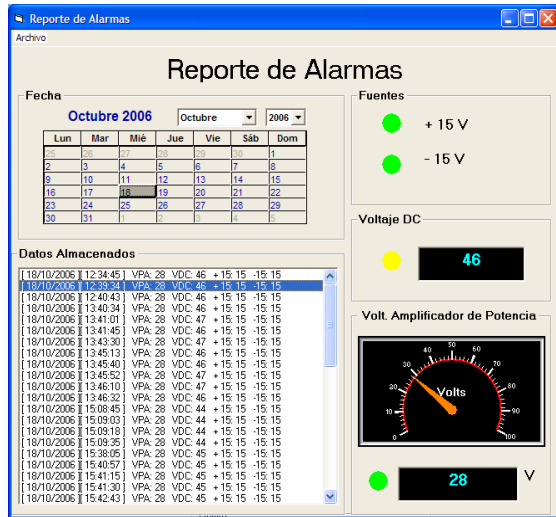 Reporte de Alarmas
Archivo
Reporte de Alarmas
Fecha
Octubre 2006
Octubre
2006
Lun Mar Mié Jue Vie Sáb Dom
25 26 27 28 29 30 1
2 3 4 5 6 7 8
9 10 11 12 13 14 15
16 17 18 19 20 21 22
23 24 25 26 27 28 29
30 31 1 2 3 4 5
Datos Almacenados
[ 18/10/2006 ][ 12:34:45 ] VPA: 28 VDC: 46 + 15: 15 -15: 15
[ 18/10/2006 ][ 12:39:34 ] VPA: 28 VDC: 46 + 15: 15 -15: 15
[ 18/10/2006 ][ 12:40:43 ] VPA: 28 VDC: 46 + 15: 15 -15: 15
[ 18/10/2006 ][ 13:40:34 ] VPA: 28 VDC: 46 + 15: 15 -15: 15
[ 18/10/2006 ][ 13:41:01 ] VPA: 28 VDC: 47 + 15: 15 -15: 15
[ 18/10/2006 ][ 13:41:45 ] VPA: 28 VDC: 46 + 15: 15 -15: 15
[ 18/10/2006 ][ 13:43:30 ] VPA: 28 VDC: 47 + 15: 15 -15: 15
[ 18/10/2006 ][ 13:45:13 ] VPA: 28 VDC: 46 + 15: 15 -15: 15
[ 18/10/2006 ][ 13:45:40 ] VPA: 28 VDC: 46 + 15: 15 -15: 15
[ 18/10/2006 ][ 13:45:52 ] VPA: 28 VDC: 47 + 15: 15 -15: 15
[ 18/10/2006 ][ 13:46:10 ] VPA: 28 VDC: 47 + 15: 15 -15: 15
[ 18/10/2006 ][ 13:46:32 ] VPA: 28 VDC: 46 + 15: 15 -15: 15
[ 18/10/2006 ][ 15:08:45 ] VPA: 28 VDC: 44 + 15: 15 -15: 15
[ 18/10/2006 ][ 15:09:03 ] VPA: 28 VDC: 44 + 15: 15 -15: 15
[ 18/10/2006 ][ 15:09:18 ] VPA: 28 VDC: 44 + 15: 15 -15: 15
[ 18/10/2006 ][ 15:09:35 ] VPA: 28 VDC: 44 + 15: 15 -15: 15
[ 18/10/2006 ][ 15:38:05 ] VPA: 28 VDC: 45 + 15: 15 -15: 15
[ 18/10/2006 ][ 15:40:57 ] VPA: 28 VDC: 45 + 15: 15 -15: 15
[ 18/10/2006 ][ 15:41:15 ] VPA: 28 VDC: 45 + 15: 15 -15: 15
[ 18/10/2006 ][ 15:41:30 ] VPA: 28 VDC: 45 + 15: 15 -15: 15
[ 18/10/2006 ][ 15:42:43 ] VPA: 28 VDC: 45 + 15: 15 -15: 15
Fuentes
+ 15 V
- 15 V
Voltaje DC
46
Volt. Amplificador de Potencia
0 10 20 30 40 50 60 70 80 90 100
Volts
28 V